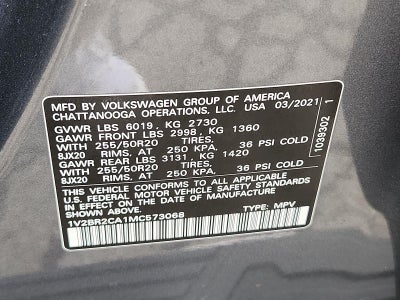 MFD BY VOLKSWAGEN GROUP OF AMERICA
CHATTANOOGA OPERATIONS, LLC. USA 03/2021
GVWR LBS 6019, KG 2730
GAWR FRONT LBS 2998, KG 1360
WITH 255/50R20 TIRES,
8JX20 RIMS, AT 250 KPA, 36 PSI COLD
GAWR REAR LBS 3131, KG 1420
WITH 255/50R20 TIRES,
8JX20 RIMS, AT 250 KPA, 36 PSI COLD
THIS VEHICLE CONFORMS TO ALL APPLICABLE
U.S. FEDERAL MOTOR VEHICLE SAFETY STANDARDS
IN EFFECT ON THE DATE OF MANUFACTURE
1V2BR2CA1MC573068
TYPE: MPV
1039302 1